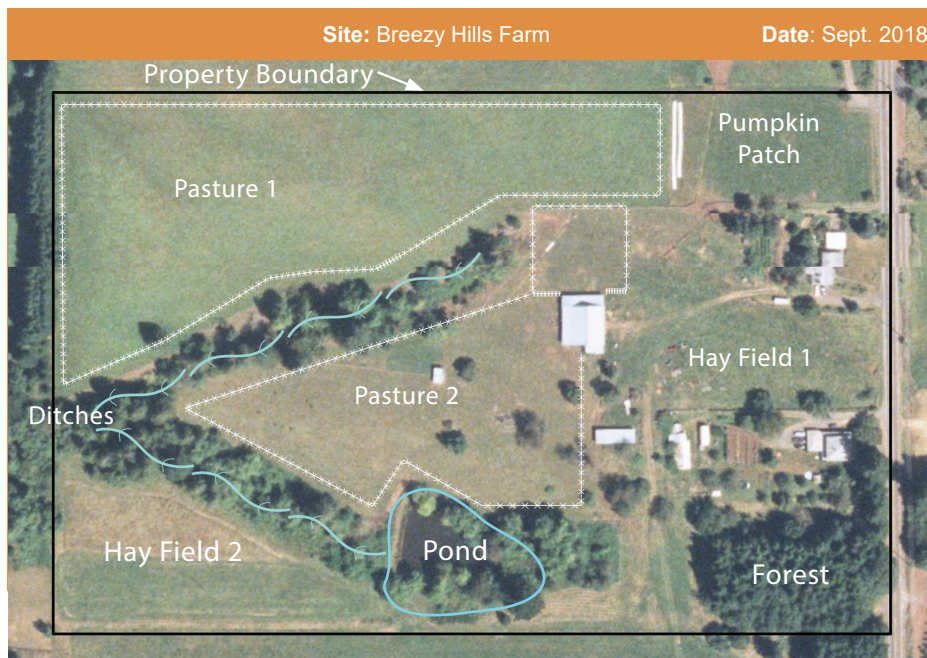 Site: Breezy Hills Farm
Date: Sept. 2018
Property Boundary
Pumpkin
Patch
Pasture 1
Hay Field 1
Pasture 2
Ditches
Hay Field 2
Pond
Forest